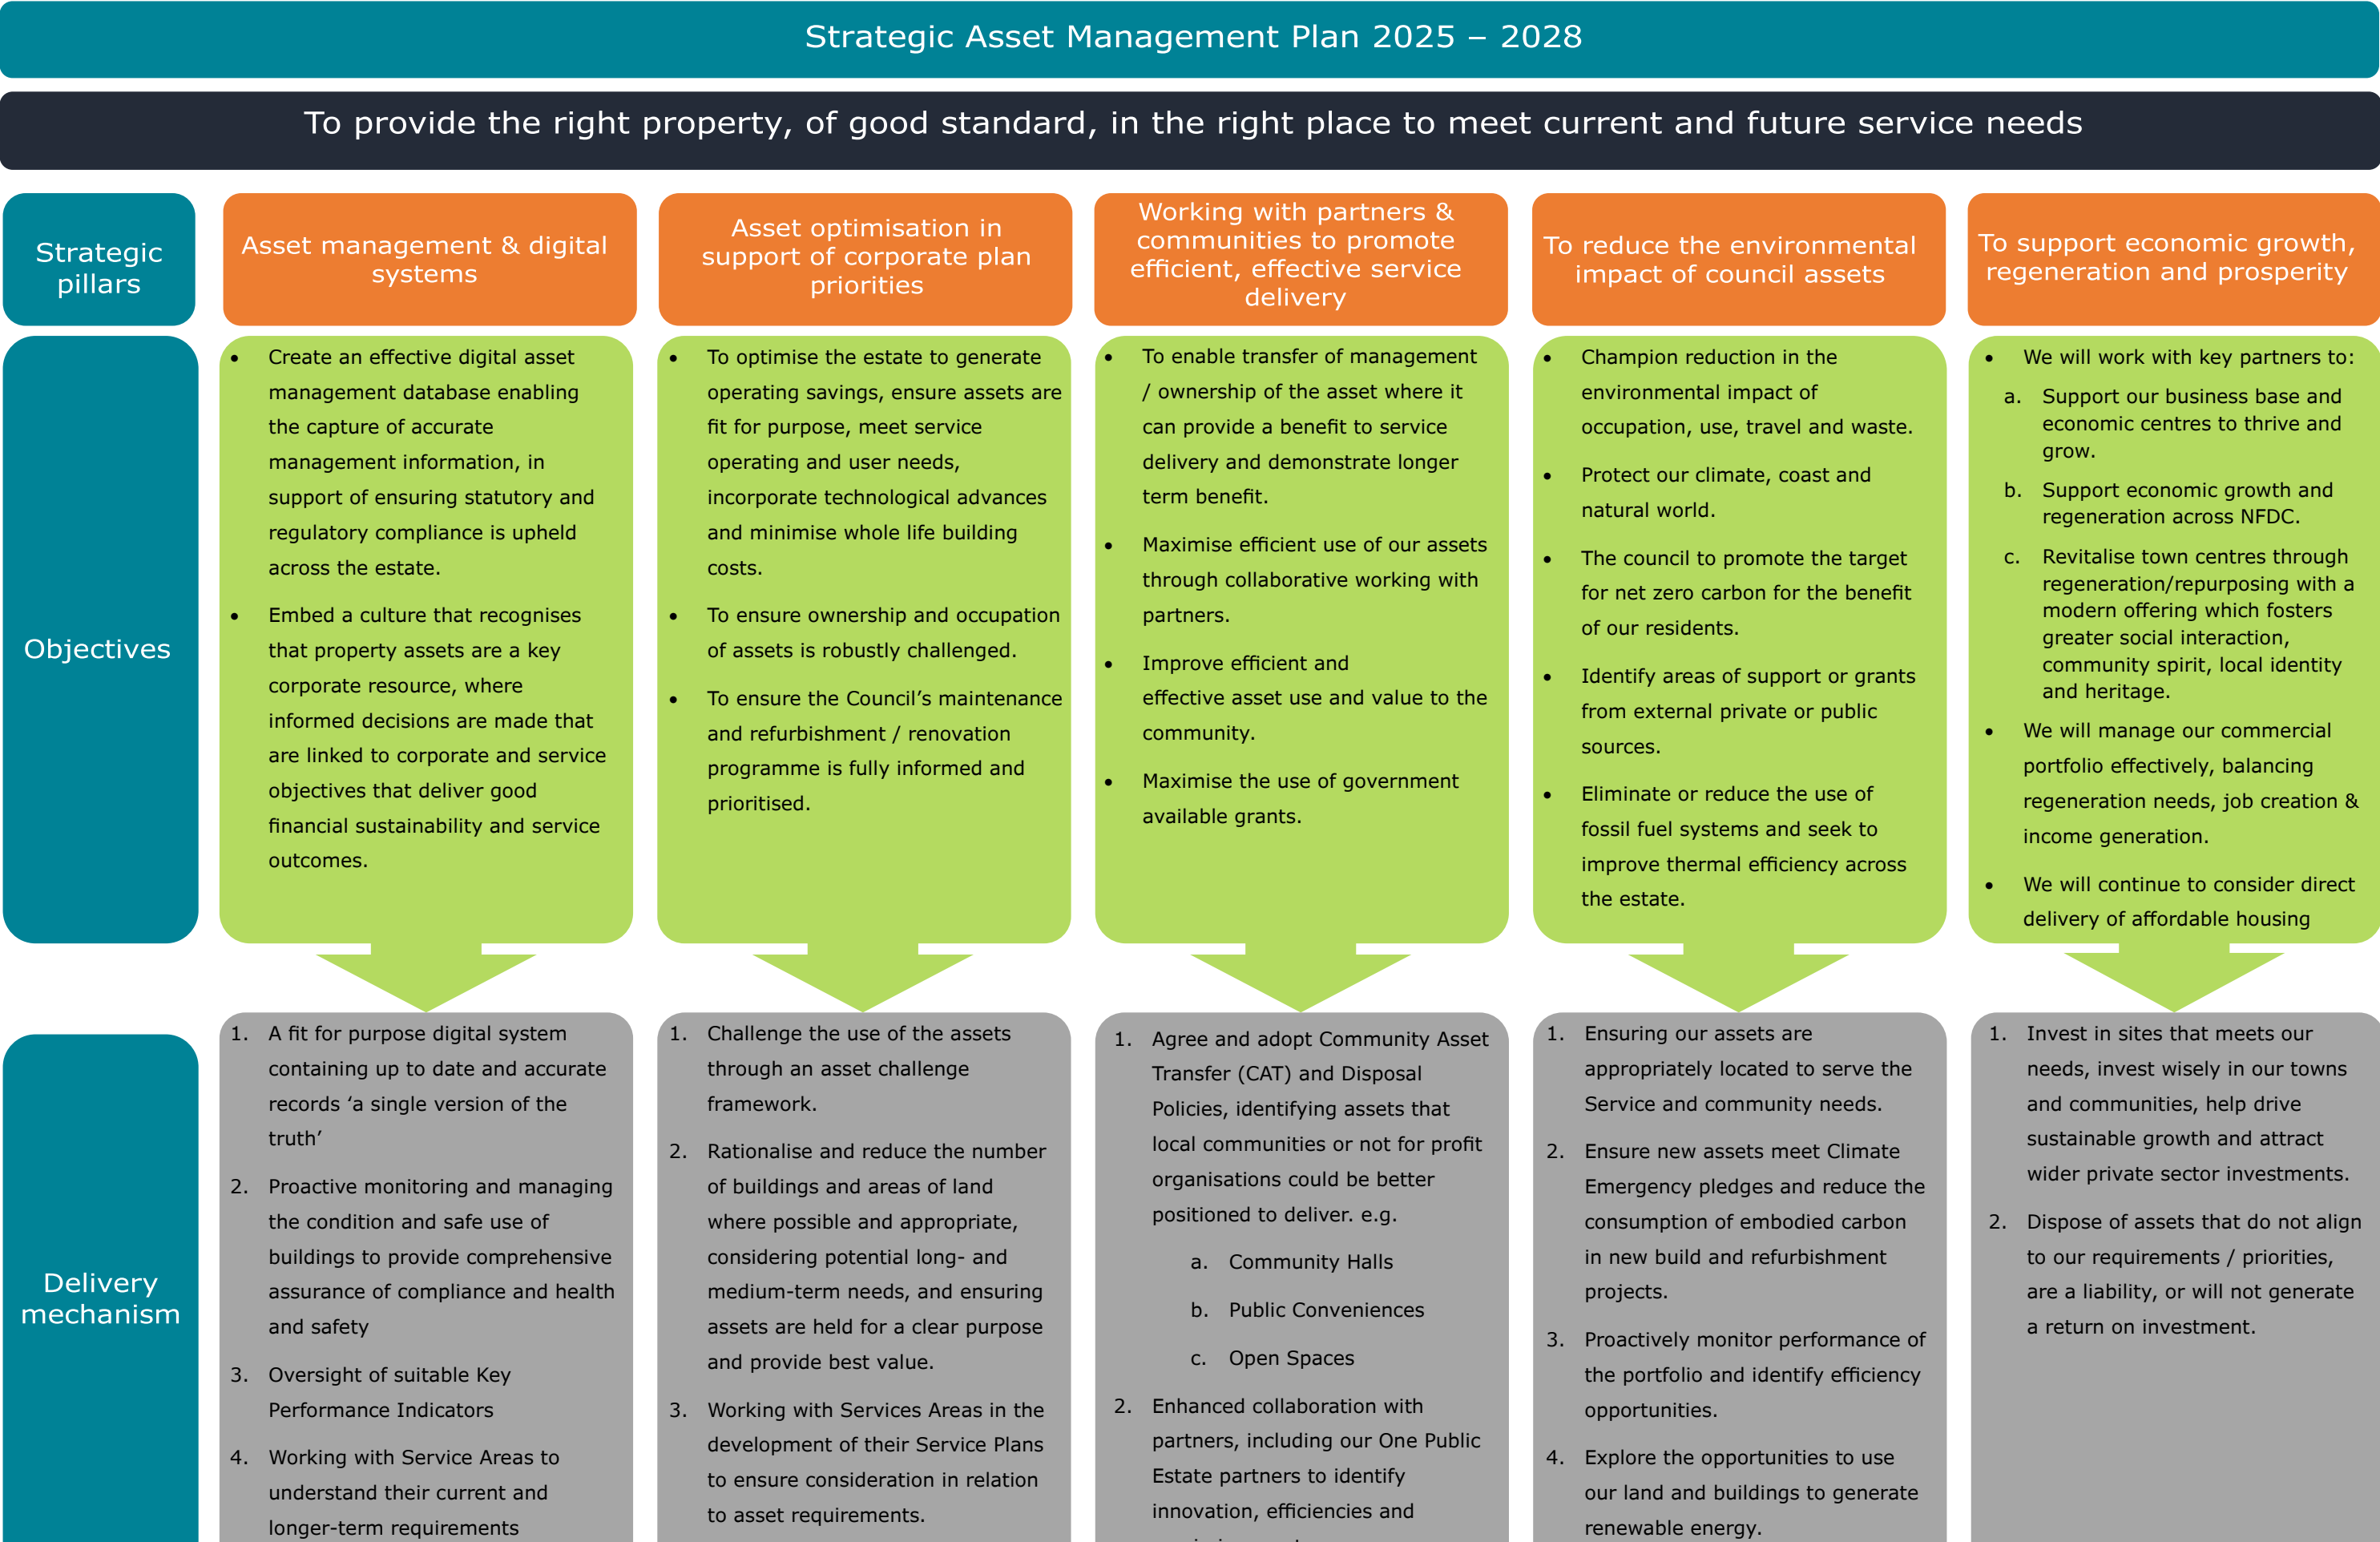 Strategic Asset Management Plan 2025 – 2028
To provide the right property, of good standard, in the right place to meet current and future service needs
Strategic
pillars
Asset management & digital
systems
Asset optimisation in
support of corporate plan
priorities
Working with partners &
communities to promote
efficient, effective service
delivery
To reduce the environmental
impact of council assets
To support economic growth,
regeneration and prosperity
Objectives
• Create an effective digital asset
management database enabling
the capture of accurate
management information, in
support of ensuring statutory and
regulatory compliance is upheld
across the estate.
• Embed a culture that recognises
that property assets are a key
corporate resource, where
informed decisions are made that
are linked to corporate and service
objectives that deliver good
financial sustainability and service
outcomes.
• To optimise the estate to generate
operating savings, ensure assets are
fit for purpose, meet service
operating and user needs,
incorporate technological advances
and minimise whole life building
costs.
• To ensure ownership and occupation
of assets is robustly challenged.
• To ensure the Council’s maintenance
and refurbishment / renovation
programme is fully informed and
prioritised.
• To enable transfer of management
/ ownership of the asset where it
can provide a benefit to service
delivery and demonstrate longer
term benefit.
• Maximise efficient use of our assets
through collaborative working with
partners.
• Improve efficient and
effective asset use and value to the
community.
• Maximise the use of government
available grants.
• Champion reduction in the
environmental impact of
occupation, use, travel and waste.
• Protect our climate, coast and
natural world.
• The council to promote the target
for net zero carbon for the benefit
of our residents.
• Identify areas of support or grants
from external private or public
sources.
• Eliminate or reduce the use of
fossil fuel systems and seek to
improve thermal efficiency across
the estate.
• We will work with key partners to:
a. Support our business base and
economic centres to thrive and
grow.
b. Support economic growth and
regeneration across NFDC.
c. Revitalise town centres through
regeneration/repurposing with a
modern offering which fosters
greater social interaction,
community spirit, local identity
and heritage.
• We will manage our commercial
portfolio effectively, balancing
regeneration needs, job creation &
income generation.
• We will continue to consider direct
delivery of affordable housing
Delivery
mechanism
1. A fit for purpose digital system
containing up to date and accurate
records ‘a single version of the
truth’
2. Proactive monitoring and managing
the condition and safe use of
buildings to provide comprehensive
assurance of compliance and health
and safety
3. Oversight of suitable Key
Performance Indicators
4. Working with Service Areas to
understand their current and
longer-term requirements
1. Challenge the use of the assets
through an asset challenge
framework.
2. Rationalise and reduce the number
of buildings and areas of land
where possible and appropriate,
considering potential long- and
medium-term needs, and ensuring
assets are held for a clear purpose
and provide best value.
3. Working with Services Areas in the
development of their Service Plans
to ensure consideration in relation
to asset requirements.
1. Agree and adopt Community Asset
Transfer (CAT) and Disposal
Policies, identifying assets that
local communities or not for profit
organisations could be better
positioned to deliver. e.g.
a. Community Halls
b. Public Conveniences
c. Open Spaces
2. Enhanced collaboration with
partners, including our One Public
Estate partners to identify
innovation, efficiencies and
1. Ensuring our assets are
appropriately located to serve the
Service and community needs.
2. Ensure new assets meet Climate
Emergency pledges and reduce the
consumption of embodied carbon
in new build and refurbishment
projects.
3. Proactively monitor performance of
the portfolio and identify efficiency
opportunities.
4. Explore the opportunities to use
our land and buildings to generate
renewable energy.
1. Invest in sites that meets our
needs, invest wisely in our towns
and communities, help drive
sustainable growth and attract
wider private sector investments.
2. Dispose of assets that do not align
to our requirements / priorities,
are a liability, or will not generate
a return on investment.